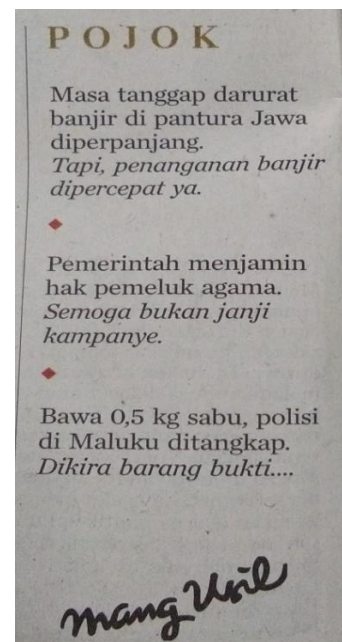 POJOK
Masa tanggap darurat
banjir di pantura Jawa
diperpanjang.
Tapi, penanganan banjir
dipercepat ya.
Pemerintah menjamin
hak pemeluk agama.
Semoga bukan janji
kampanye.
Bawa 0,5 kg sabu, polisi
di Maluku ditangkap.
Dikira barang bukti....
mang Usil